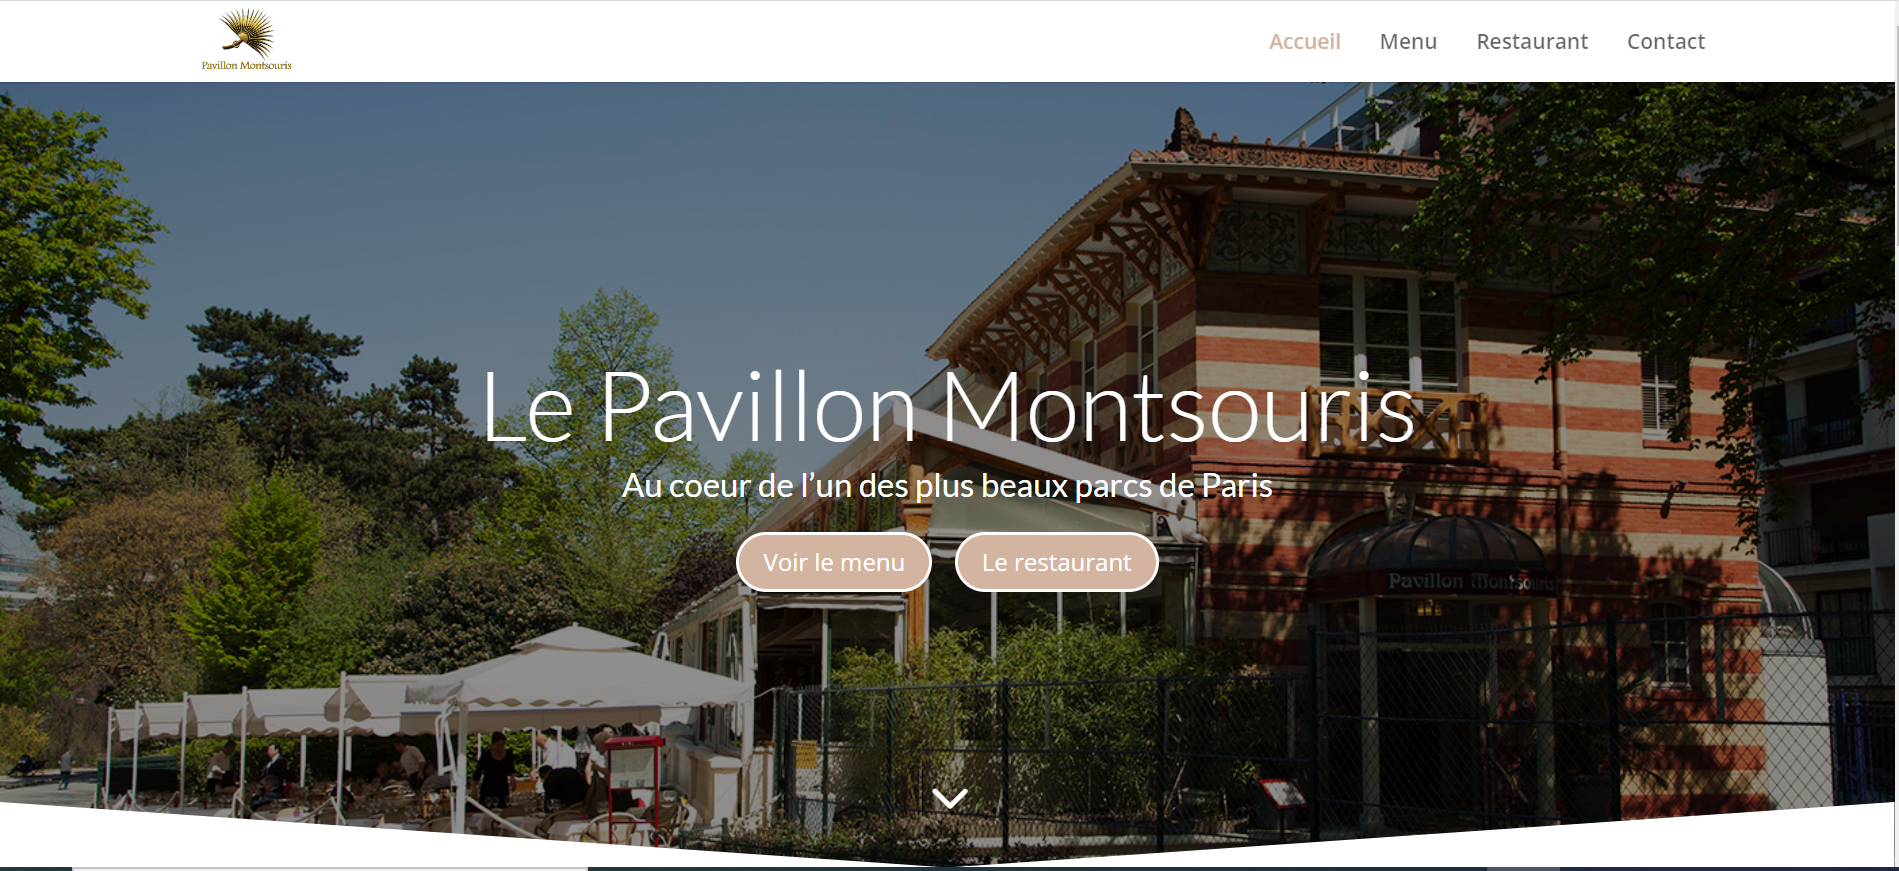 Pavillon Montsouris
Accueil
Menu
Restaurant
Contact
Le Pavillon Montsouris
Au coeur de l’un des plus beaux parcs de Paris
Voir le menu
Le restaurant
Pavillon Montsouris